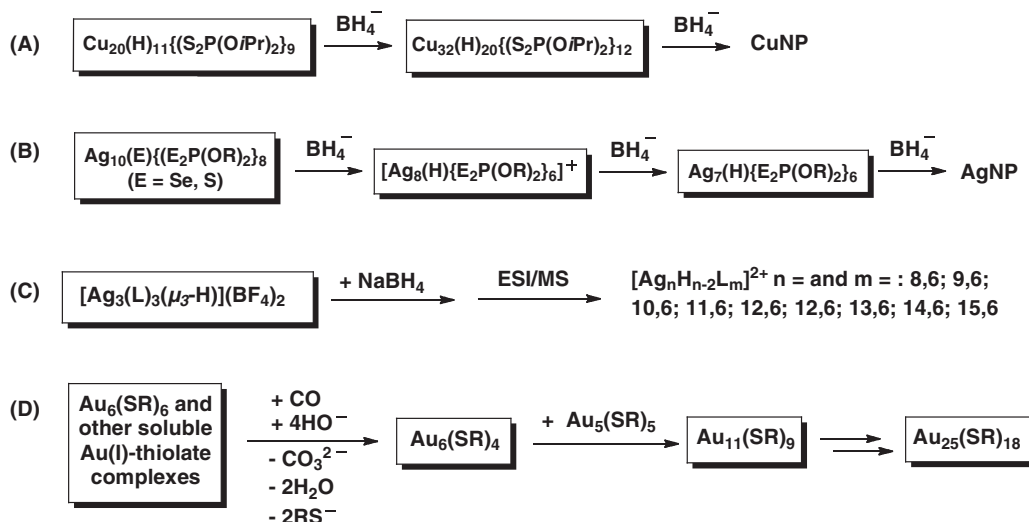 (A) Cu₂₀(H)₁₁{(S₂P(OiPr)₂}₉ BH₄⁻ Cu₃₂(H)₂₀{(S₂P(OiPr)₂}₁₂ BH₄⁻ CuNP
(B) Ag₁₀(E){(E₂P(OR)₂}₈
(E = Se, S)
BH₄⁻ [Ag₈(H){E₂P(OR)₂}₆]⁺ BH₄⁻ Ag₇(H){E₂P(OR)₂}₆ BH₄⁻ AgNP
(C) [Ag₃(L)₃(μ₃-H)](BF₄)₂ + NaBH₄ ESI/MS [AgₙHₙ₋₂Lₘ]²⁺ n = and m = : 8,6; 9,6;
10,6; 11,6; 12,6; 12,6; 13,6; 14,6; 15,6
(D) Au₆(SR)₆ and
other soluble
Au(I)-thiolate
complexes
+ CO
+ 4HO⁻
- CO₃²⁻
- 2H₂O
- 2RS⁻
Au₆(SR)₄ + Au₅(SR)₅ Au₁₁(SR)₉ Au₂₅(SR)₁₈